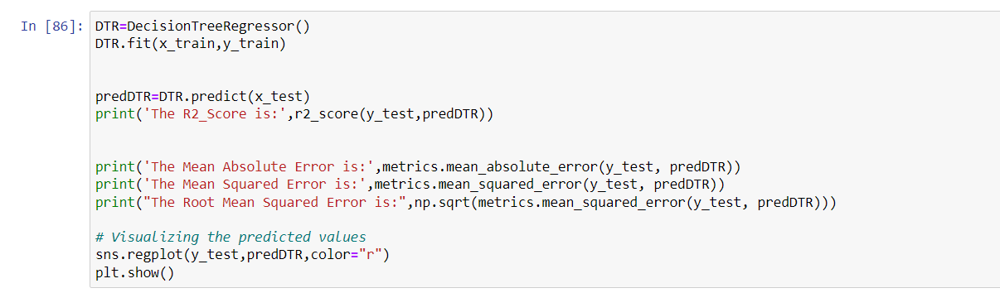 In [86]: DTR=DecisionTreeRegressor()
DTR.fit(x_train,y_train)
predDTR=DTR.predict(x_test)
print('The R2_Score is:',r2_score(y_test,predDTR))
print('The Mean Absolute Error is:',metrics.mean_absolute_error(y_test, predDTR))
print('The Mean Squared Error is:',metrics.mean_squared_error(y_test, predDTR))
print("The Root Mean Squared Error is:",np.sqrt(metrics.mean_squared_error(y_test, predDTR)))
# Visualizing the predicted values
sns.regplot(y_test,predDTR,color="r")
plt.show()